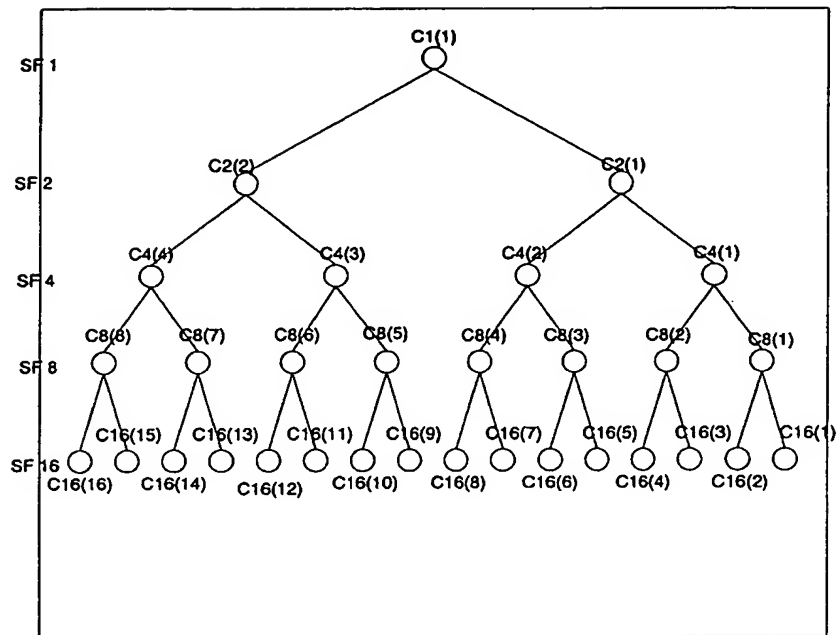 C1(1)
SF 1
C2(2) C2(1)
SF 2
C4(4) C4(3) C4(2) C4(1)
SF 4
C8(8) C8(7) C8(6) C8(5) C8(4) C8(3) C8(2) C8(1)
SF 8
C16(15) C16(13) C16(11) C16(9) C16(7) C16(5) C16(3) C16(1)
SF 16
C16(16) C16(14) C16(12) C16(10) C16(8) C16(6) C16(4) C16(2)